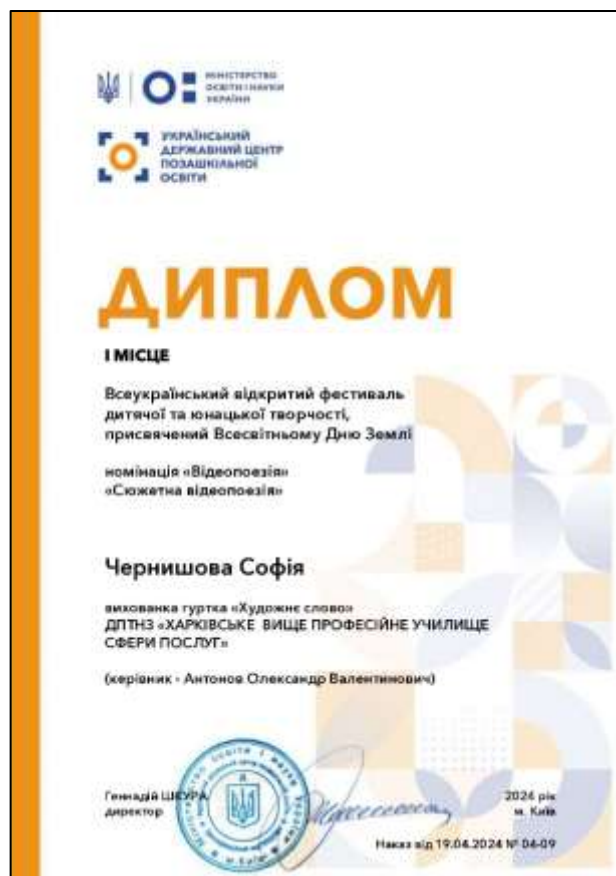 МІНІСТЕРСТВО
ОСВІТИ І НАУКИ
УКРАЇНИ
УКРАЇНСЬКИЙ
ДЕРЖАВНИЙ ЦЕНТР
ПОЗАШКІЛЬНОЇ
ОСВІТИ
ДИПЛОМ
І МІСЦЕ
Всеукраїнський відкритий фестиваль
дитячої та юнацької творчості,
присвячений Всесвітньому Дню Землі
номінація «Відеопоезія»
«Сюжетна відеопоезія»
Чернишова Софія
вихованка гуртка «Художнє слово»
ДПТНЗ «ХАРКІВСЬКЕ ВИЩЕ ПРОФЕСІЙНЕ УЧИЛИЩЕ
СФЕРИ ПОСЛУГ»
(керівник - Антонов Олександр Валентинович)
Геннадій ШКУРА
директор
2024 рік
м. Київ
Наказ від 19.04.2024 № 04-09